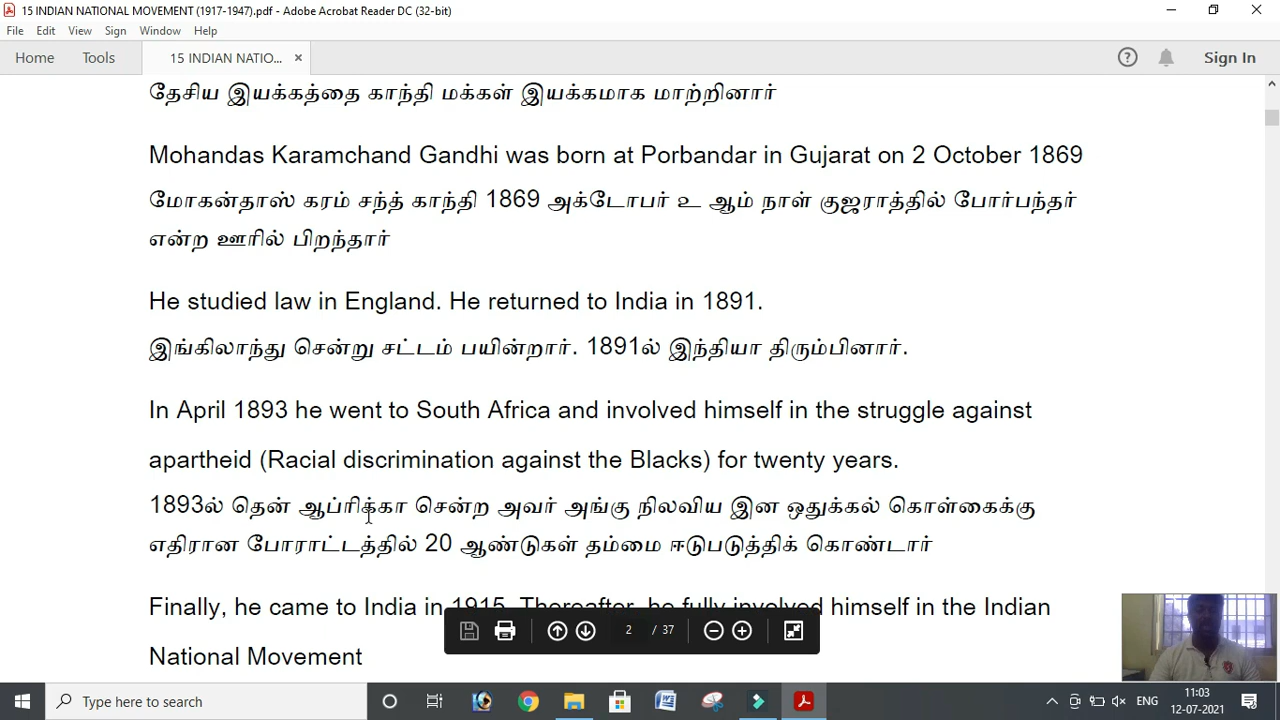 15 INDIAN NATIONAL MOVEMENT (1917-1947).pdf - Adobe Acrobat Reader DC (32-bit)
File Edit View Sign Window Help
Home Tools 15 INDIAN NATIO... × Sign In
தேசிய இயக்கத்தை காந்தி மக்கள் இயக்கமாக மாற்றினார்
Mohandas Karamchand Gandhi was born at Porbandar in Gujarat on 2 October 1869
மோகன்தாஸ் கரம் சந்த் காந்தி 1869 அக்டோபர் உ ஆம் நாள் குஜராத்தில் போர்பந்தர்
என்ற ஊரில் பிறந்தார்
He studied law in England. He returned to India in 1891.
இங்கிலாந்து சென்று சட்டம் பயின்றார். 1891ல் இந்தியா திரும்பினார்.
In April 1893 he went to South Africa and involved himself in the struggle against
apartheid (Racial discrimination against the Blacks) for twenty years.
1893ல் தென் ஆப்ரிக்கா சென்ற அவர் அங்கு நிலவிய இன ஒதுக்கல் கொள்கைக்கு
எதிரான போராட்டத்தில் 20 ஆண்டுகள் தம்மை ஈடுபடுத்திக் கொண்டார்
Finally, he came to India in 1915. Thereafter, he fully involved himself in the Indian
2 / 37
National Movement
Type here to search ENG 11:03
12-07-2021